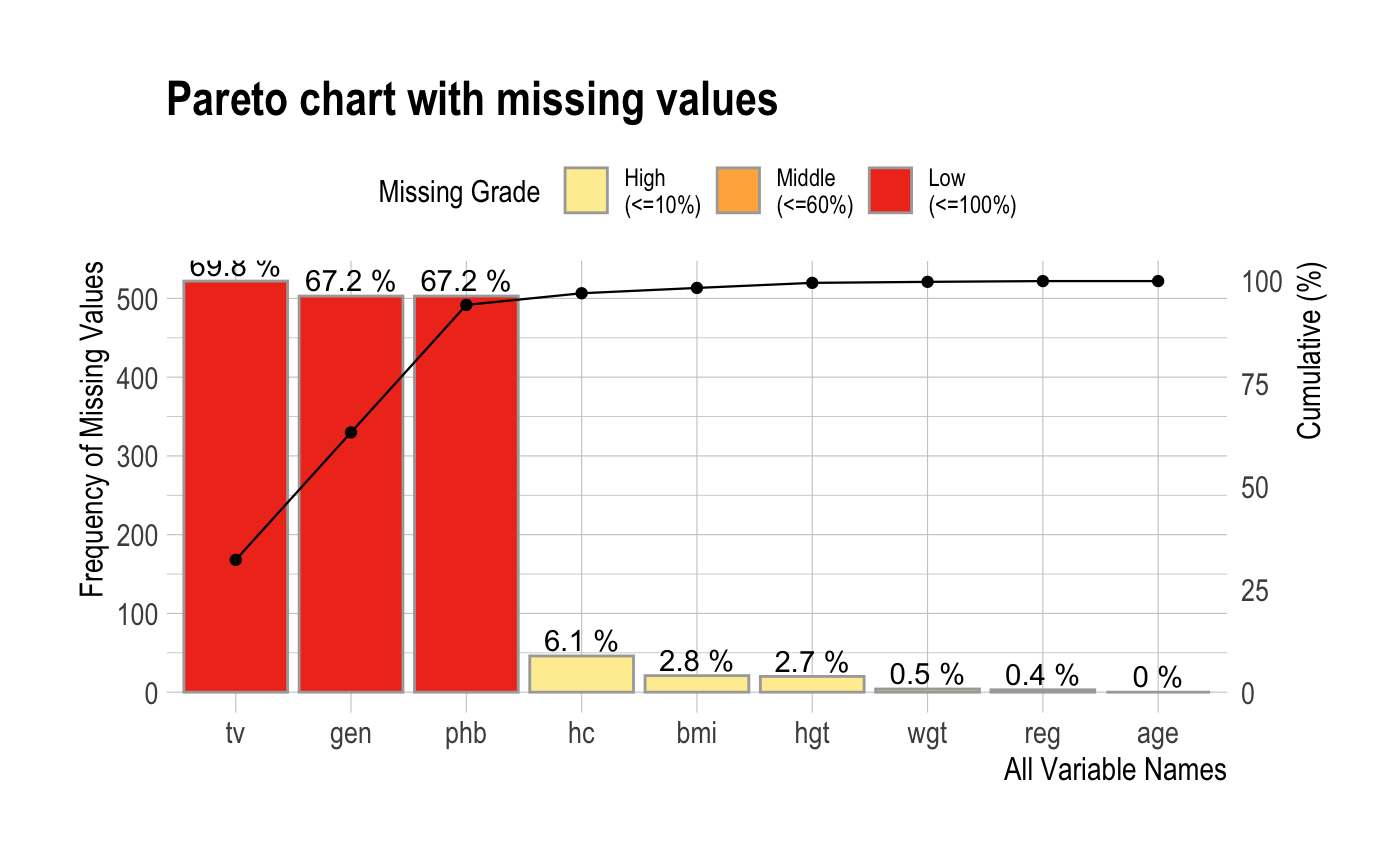 Pareto chart with missing values
Missing Grade
High
(<=10%)
Middle
(<=60%)
Low
(<=100%)
Frequency of Missing Values
500
400
300
200
100
0
69.8 %
67.2 %
67.2 %
6.1 %
2.8 %
2.7 %
0.5 %
0.4 %
0 %
100
75
50
25
0
Cumulative (%)
tv
gen
phb
hc
bmi
hgt
wgt
reg
age
All Variable Names